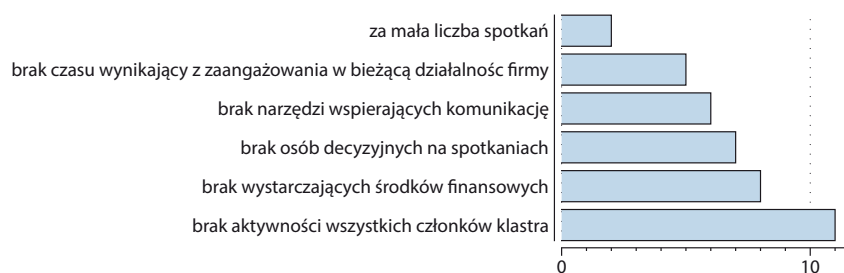 za mała liczba spotkań
brak czasu wynikający z zaangażowania w bieżącą działalnośc firmy
brak narzędzi wspierających komunikację
brak osób decyzyjnych na spotkaniach
brak wystarczających środków finansowych
brak aktywności wszystkich członków klastra
0 10